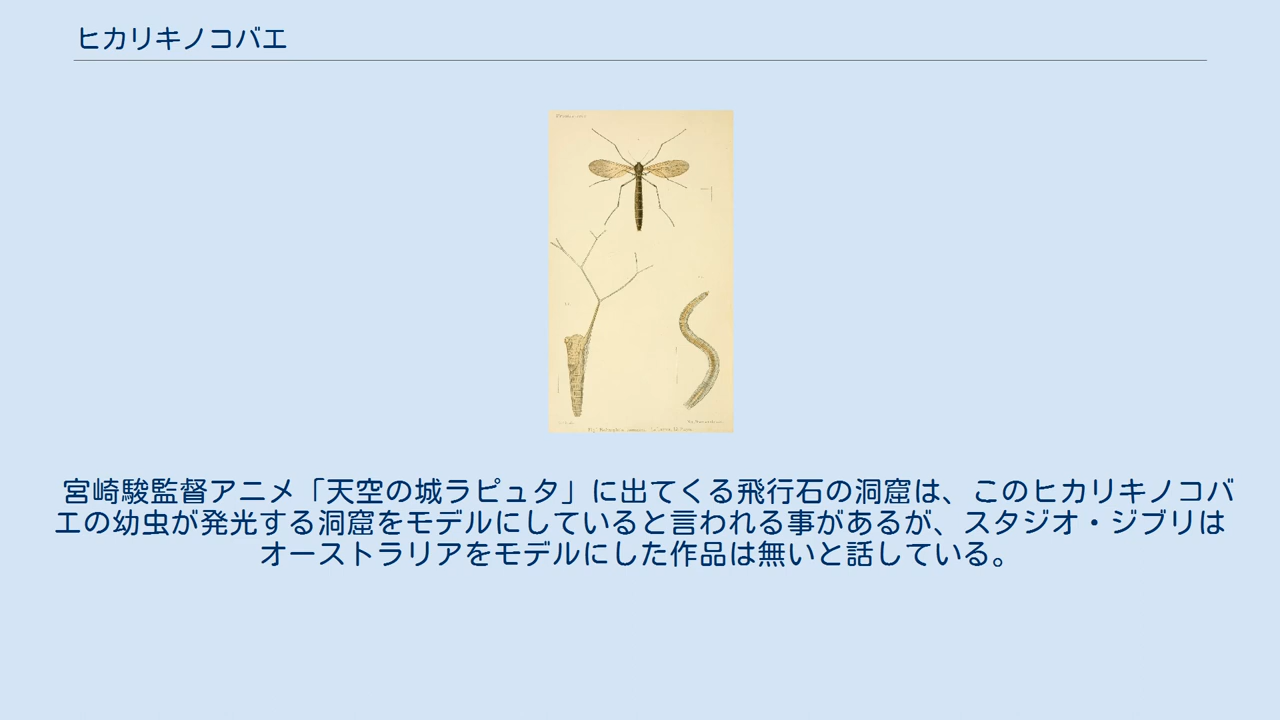 ヒカリキノコバエ
宮崎駿監督アニメ「天空の城ラピュタ」に出てくる飛行石の洞窟は、このヒカリキノコバ
エの幼虫が発光する洞窟をモデルにしていると言われる事があるが、スタジオ・ジブリは
オーストラリアをモデルにした作品は無いと話している。